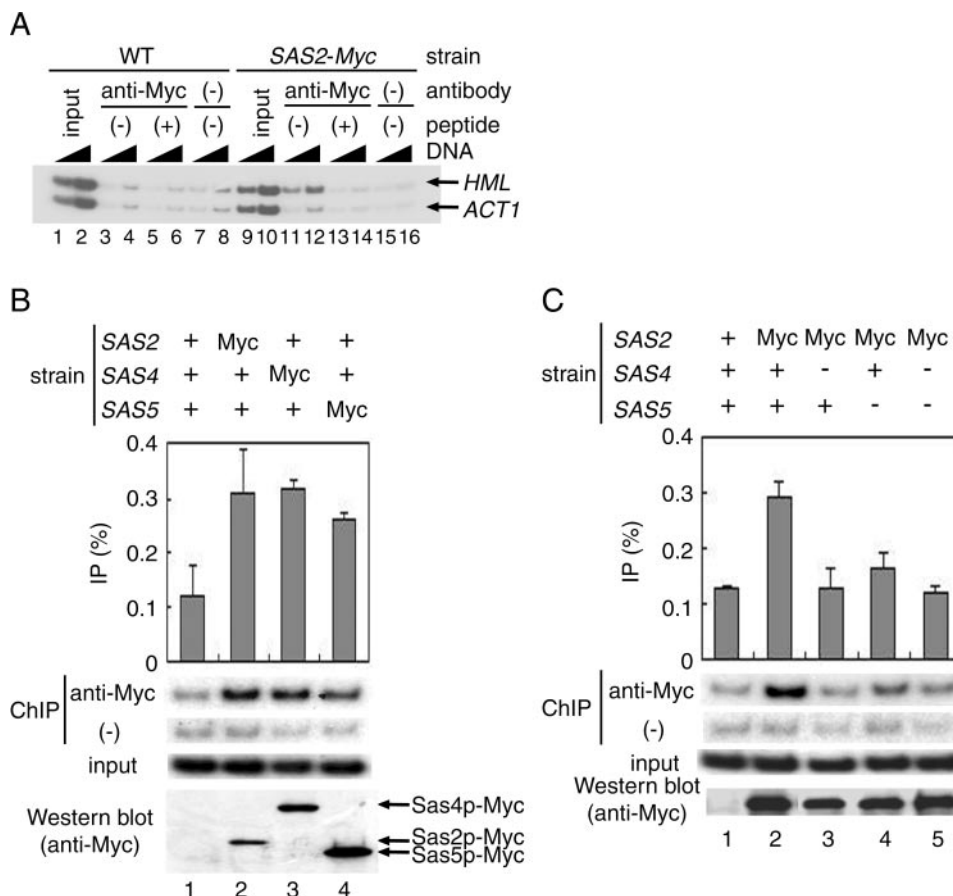 A
WT SAS2-Myc strain
input anti-Myc (-) input anti-Myc (-) antibody
(-) (+) (-) (-) (+) (-) peptide
DNA
HML
ACT1
1 2 3 4 5 6 7 8 9 10 11 12 13 14 15 16
B
strain
SAS2 + Myc + +
SAS4 + + Myc +
SAS5 + + + Myc
0.4
0.3
0.2
0.1
0
IP (%)
ChIP
anti-Myc
(-)
input
Western blot
(anti-Myc)
Sas4p-Myc
Sas2p-Myc
Sas5p-Myc
1 2 3 4
C
strain
SAS2 + Myc Myc Myc Myc
SAS4 + + - + -
SAS5 + + + - -
0.4
0.3
0.2
0.1
0
IP (%)
ChIP
anti-Myc
(-)
input
Western blot
(anti-Myc)
1 2 3 4 5